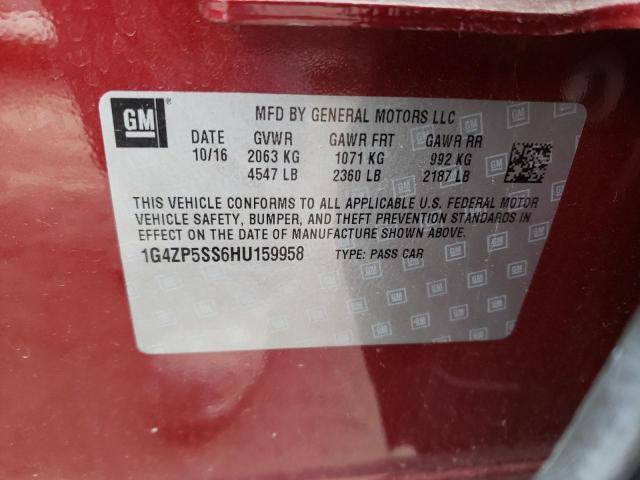 GM
MFD BY GENERAL MOTORS LLC
DATE GVWR GAWR FRT GAWR RR
10/16 2063 KG 1071 KG 992 KG
4547 LB 2360 LB 2187 LB
THIS VEHICLE CONFORMS TO ALL APPLICABLE U.S. FEDERAL MOTOR
VEHICLE SAFETY, BUMPER, AND THEFT PREVENTION STANDARDS IN
EFFECT ON THE DATE OF MANUFACTURE SHOWN ABOVE.
1G4ZP5SS6HU159958 TYPE: PASS CAR